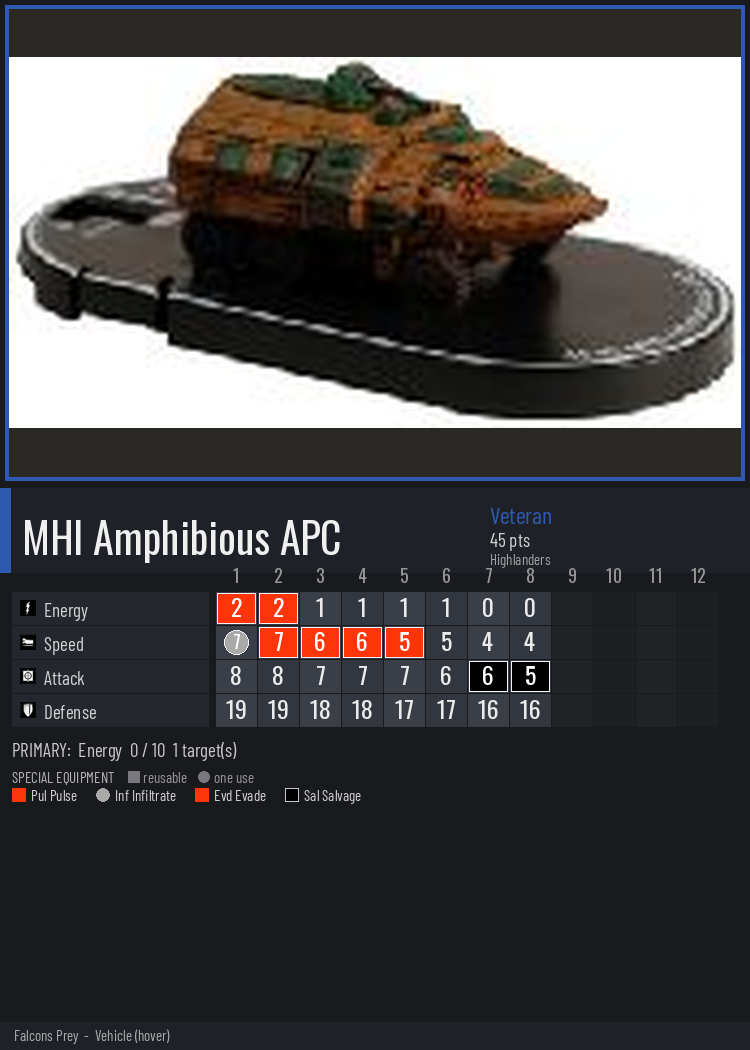 MHI Amphibious APC
Veteran
45 pts
Highlanders
1 2 3 4 5 6 7 8 9 10 11 12
Energy 2 2 1 1 1 1 0 0
Speed 7 7 6 6 5 5 4 4
Attack 8 8 7 7 7 6 6 5
Defense 19 19 18 18 17 17 16 16
PRIMARY: Energy 0 / 10 1 target(s)
SPECIAL EQUIPMENT reusable one use
Pul Pulse Inf Infiltrate Evd Evade Sal Salvage
Falcons Prey - Vehicle (hover)